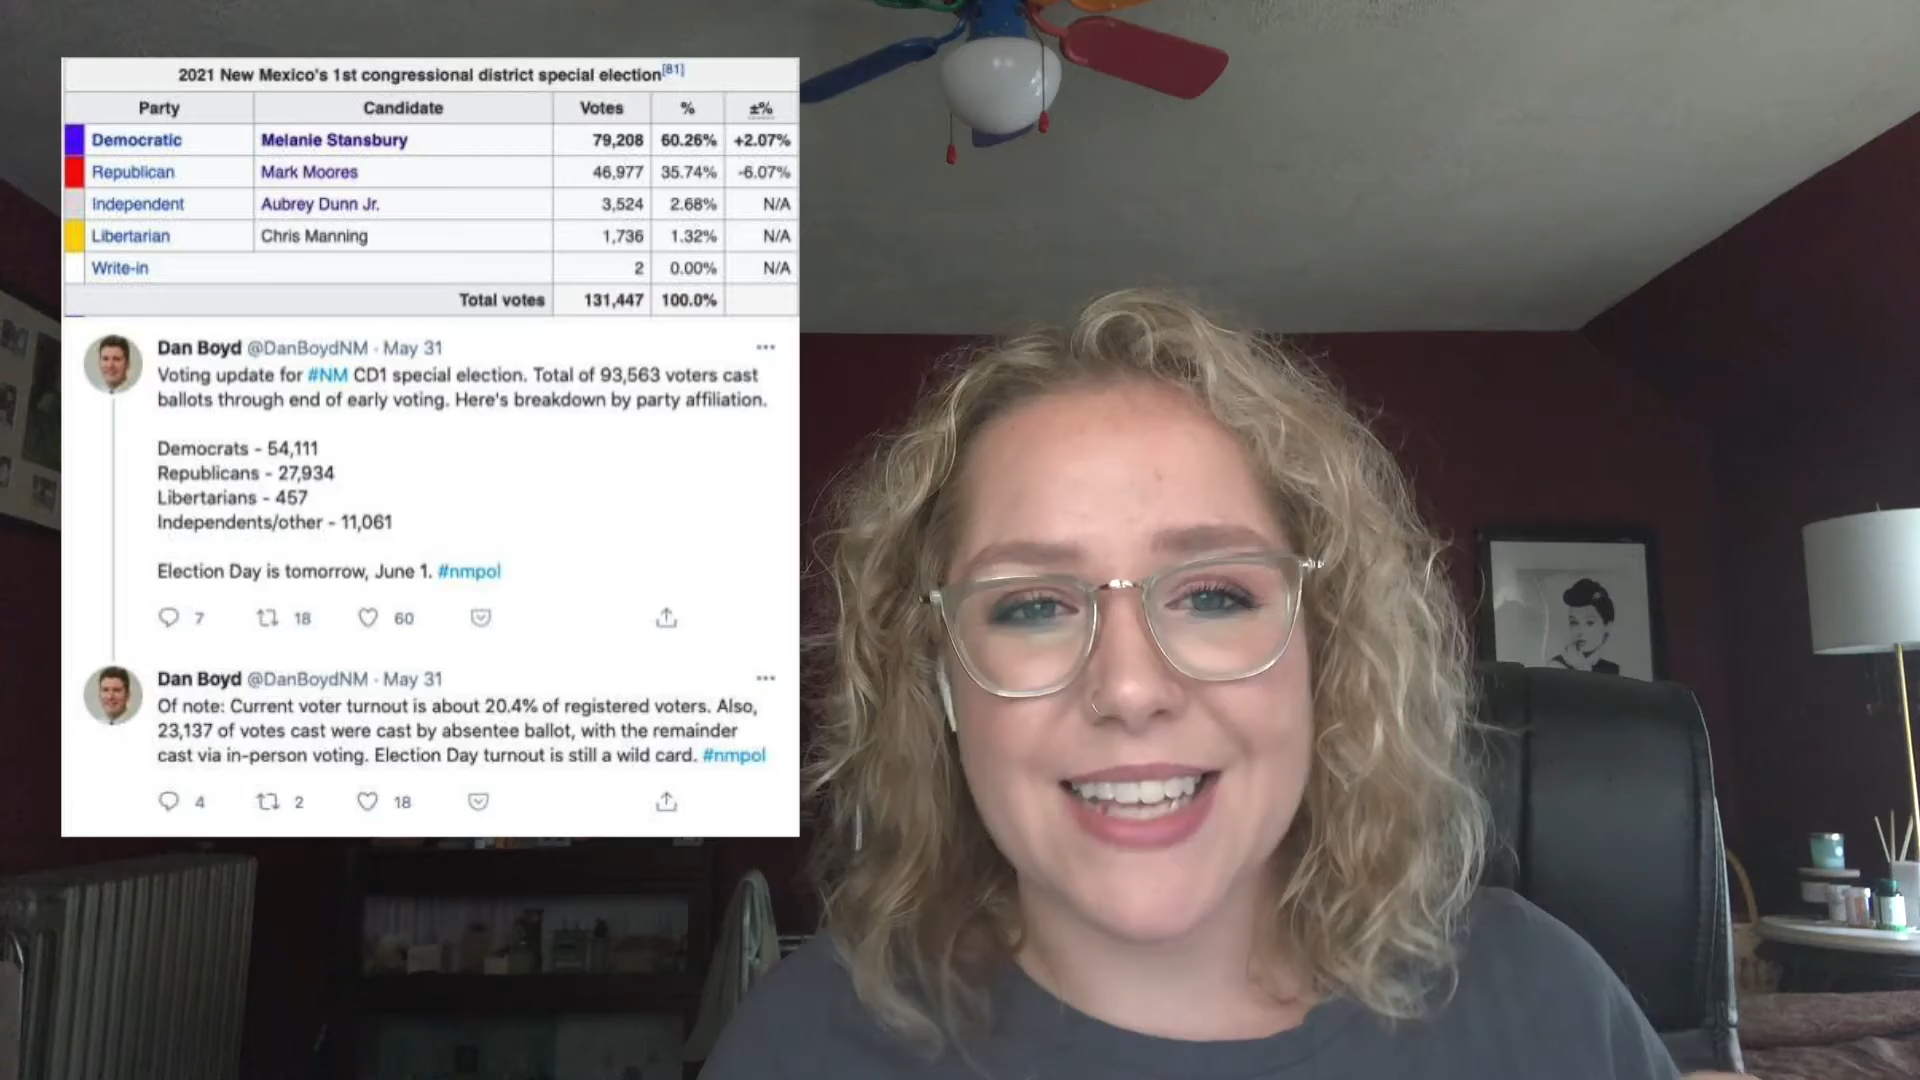 2021 New Mexico's 1st congressional district special election[81]
Party Candidate Votes % ±%
Democratic Melanie Stansbury 79,208 60.26% +2.07%
Republican Mark Moores 46,977 35.74% -6.07%
Independent Aubrey Dunn Jr. 3,524 2.68% N/A
Libertarian Chris Manning 1,736 1.32% N/A
Write-in 2 0.00% N/A
Total votes 131,447 100.0%
Dan Boyd @DanBoydNM · May 31
Voting update for #NM CD1 special election. Total of 93,563 voters cast
ballots through end of early voting. Here's breakdown by party affiliation.
Democrats - 54,111
Republicans - 27,934
Libertarians - 457
Independents/other - 11,061
Election Day is tomorrow, June 1. #nmpol
7 18 60
Dan Boyd @DanBoydNM · May 31
Of note: Current voter turnout is about 20.4% of registered voters. Also,
23,137 of votes cast were cast by absentee ballot, with the remainder
cast via in-person voting. Election Day turnout is still a wild card. #nmpol
4 2 18